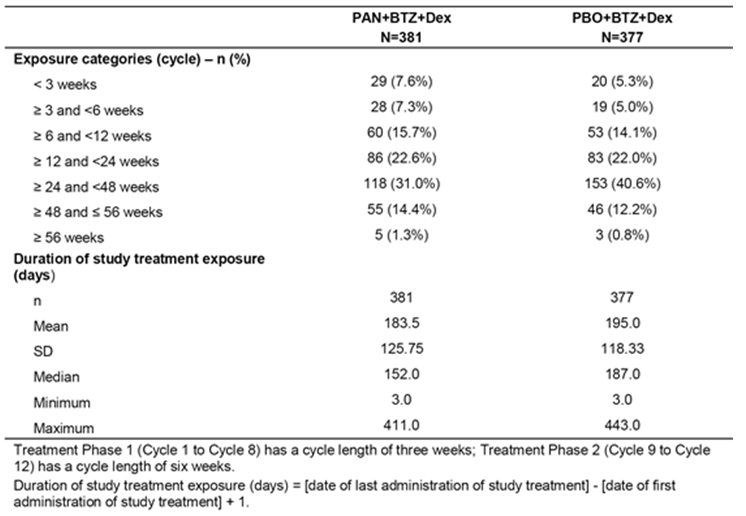 PAN+BTZ+Dex PBO+BTZ+Dex
N=381 N=377
Exposure categories (cycle) – n (%)
< 3 weeks 29 (7.6%) 20 (5.3%)
≥ 3 and <6 weeks 28 (7.3%) 19 (5.0%)
≥ 6 and <12 weeks 60 (15.7%) 53 (14.1%)
≥ 12 and <24 weeks 86 (22.6%) 83 (22.0%)
≥ 24 and <48 weeks 118 (31.0%) 153 (40.6%)
≥ 48 and ≤ 56 weeks 55 (14.4%) 46 (12.2%)
≥ 56 weeks 5 (1.3%) 3 (0.8%)
Duration of study treatment exposure
(days)
n 381 377
Mean 183.5 195.0
SD 125.75 118.33
Median 152.0 187.0
Minimum 3.0 3.0
Maximum 411.0 443.0
Treatment Phase 1 (Cycle 1 to Cycle 8) has a cycle length of three weeks; Treatment Phase 2 (Cycle 9 to Cycle
12) has a cycle length of six weeks.
Duration of study treatment exposure (days) = [date of last administration of study treatment] - [date of first
administration of study treatment] + 1.